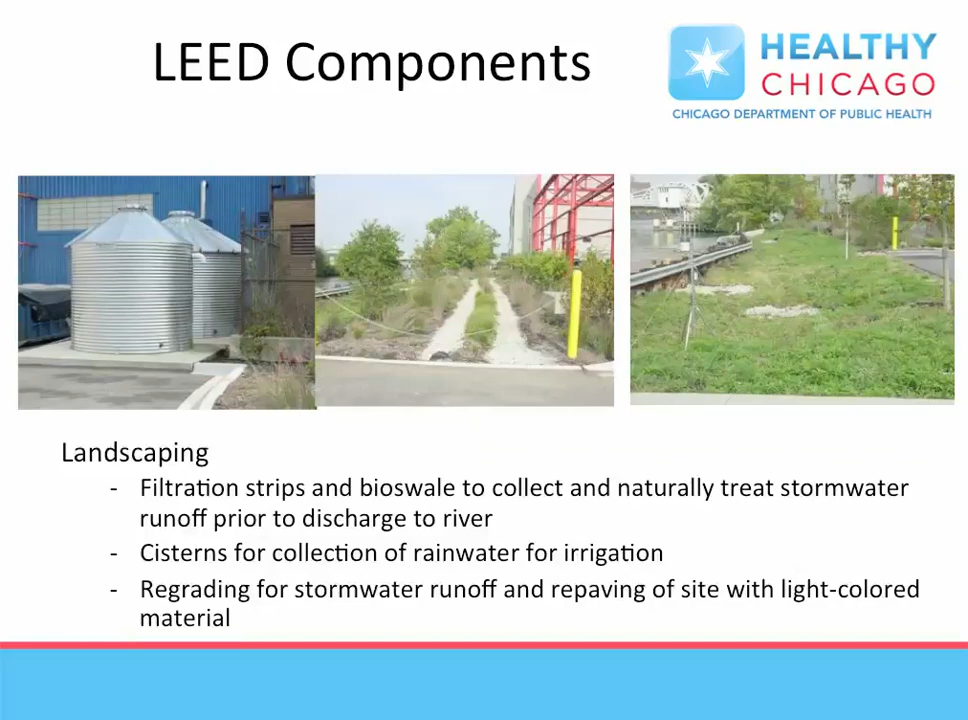 LEED Components
HEALTHY
CHICAGO
CHICAGO DEPARTMENT OF PUBLIC HEALTH
Landscaping
- Filtration strips and bioswale to collect and naturally treat stormwater
runoff prior to discharge to river
- Cisterns for collection of rainwater for irrigation
- Regrading for stormwater runoff and repaving of site with light-colored
material